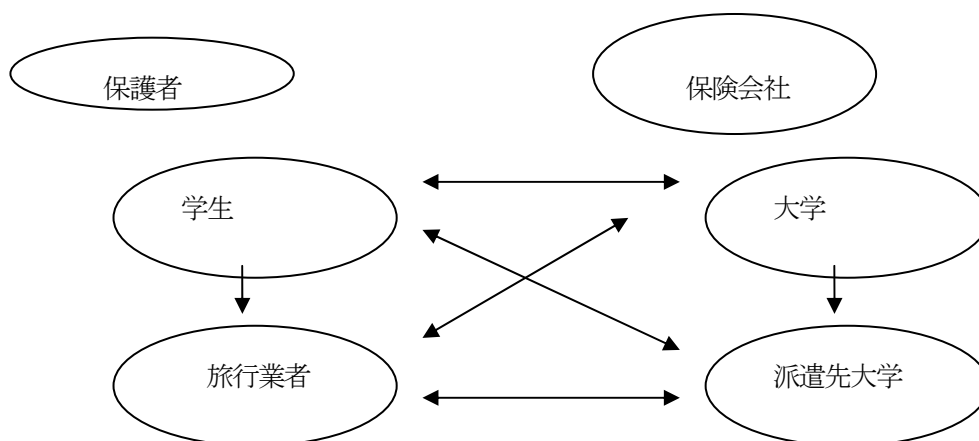 保護者
保険会社
学生
大学
旅行業者
派遣先大学